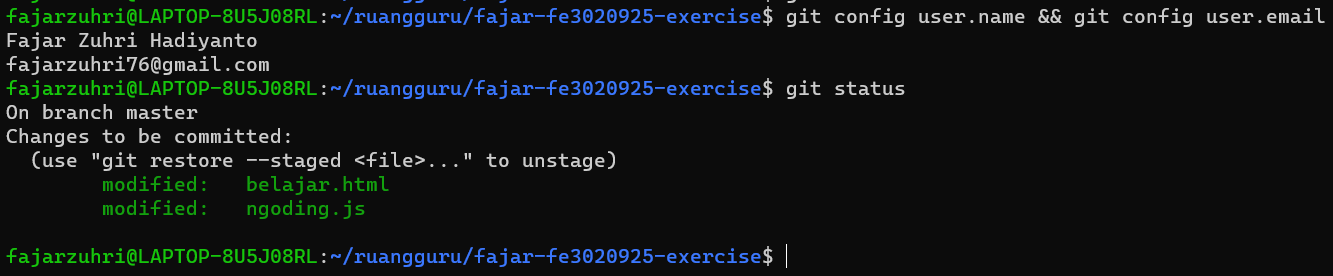 fajarzuhri@LAPTOP-8U5J08RL:~/ruangguru/fajar-fe3020925-exercise$ git config user.name && git config user.email
Fajar Zuhri Hadiyanto
fajarzuhri76@gmail.com
fajarzuhri@LAPTOP-8U5J08RL:~/ruangguru/fajar-fe3020925-exercise$ git status
On branch master
Changes to be committed:
  (use "git restore --staged <file>..." to unstage)
        modified:   belajar.html
        modified:   ngoding.js

fajarzuhri@LAPTOP-8U5J08RL:~/ruangguru/fajar-fe3020925-exercise$